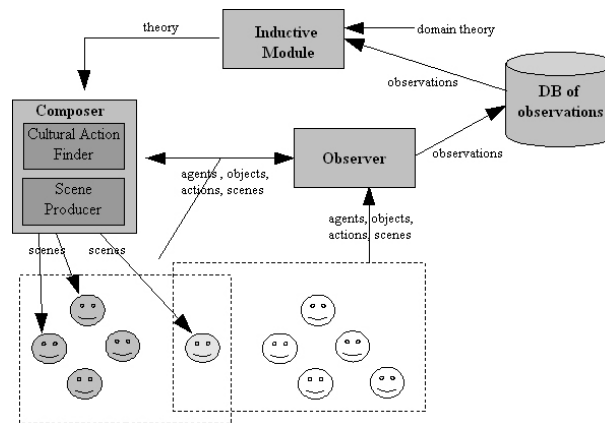 theory
Inductive
Module
domain theory
observations
DB of
observations
Composer
Cultural Action
Finder
Scene
Producer
agents , objects,
actions, scenes
Observer
observations
agents, objects,
actions, scenes
scenes
scenes